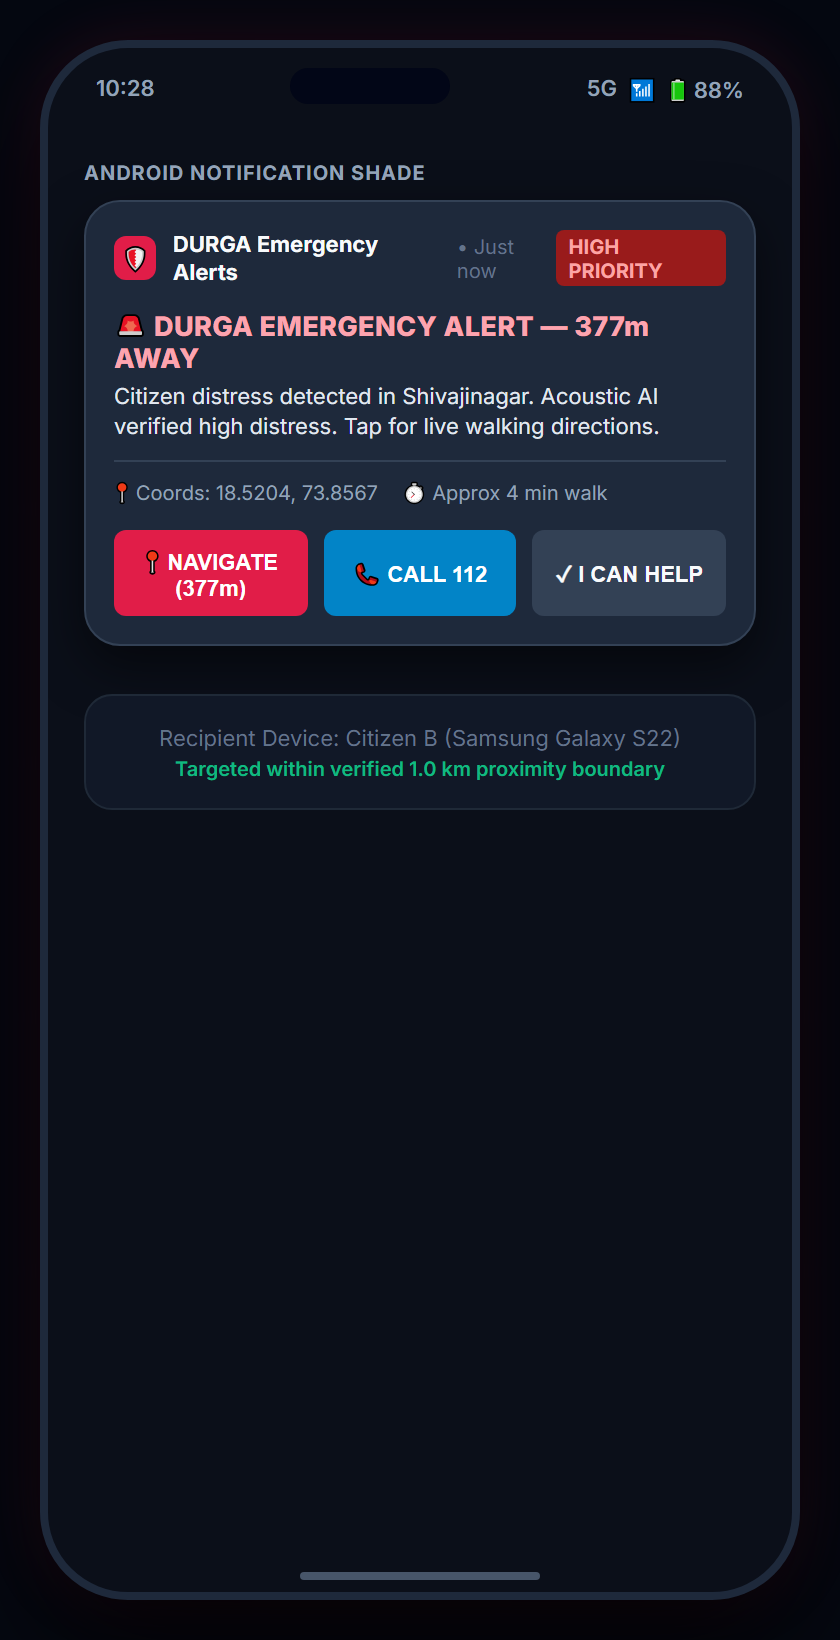 10:28
5G 📶 🔋 88%
ANDROID NOTIFICATION SHADE
DURGA Emergency
Alerts
• Just
now
HIGH
PRIORITY
🚨 DURGA EMERGENCY ALERT — 377m
AWAY
Citizen distress detected in Shivajinagar. Acoustic AI
verified high distress. Tap for live walking directions.
📍 Coords: 18.5204, 73.8567 ⏱ Approx 4 min walk
📍 NAVIGATE
(377m)
📞 CALL 112
✓ I CAN HELP
Recipient Device: Citizen B (Samsung Galaxy S22)
Targeted within verified 1.0 km proximity boundary